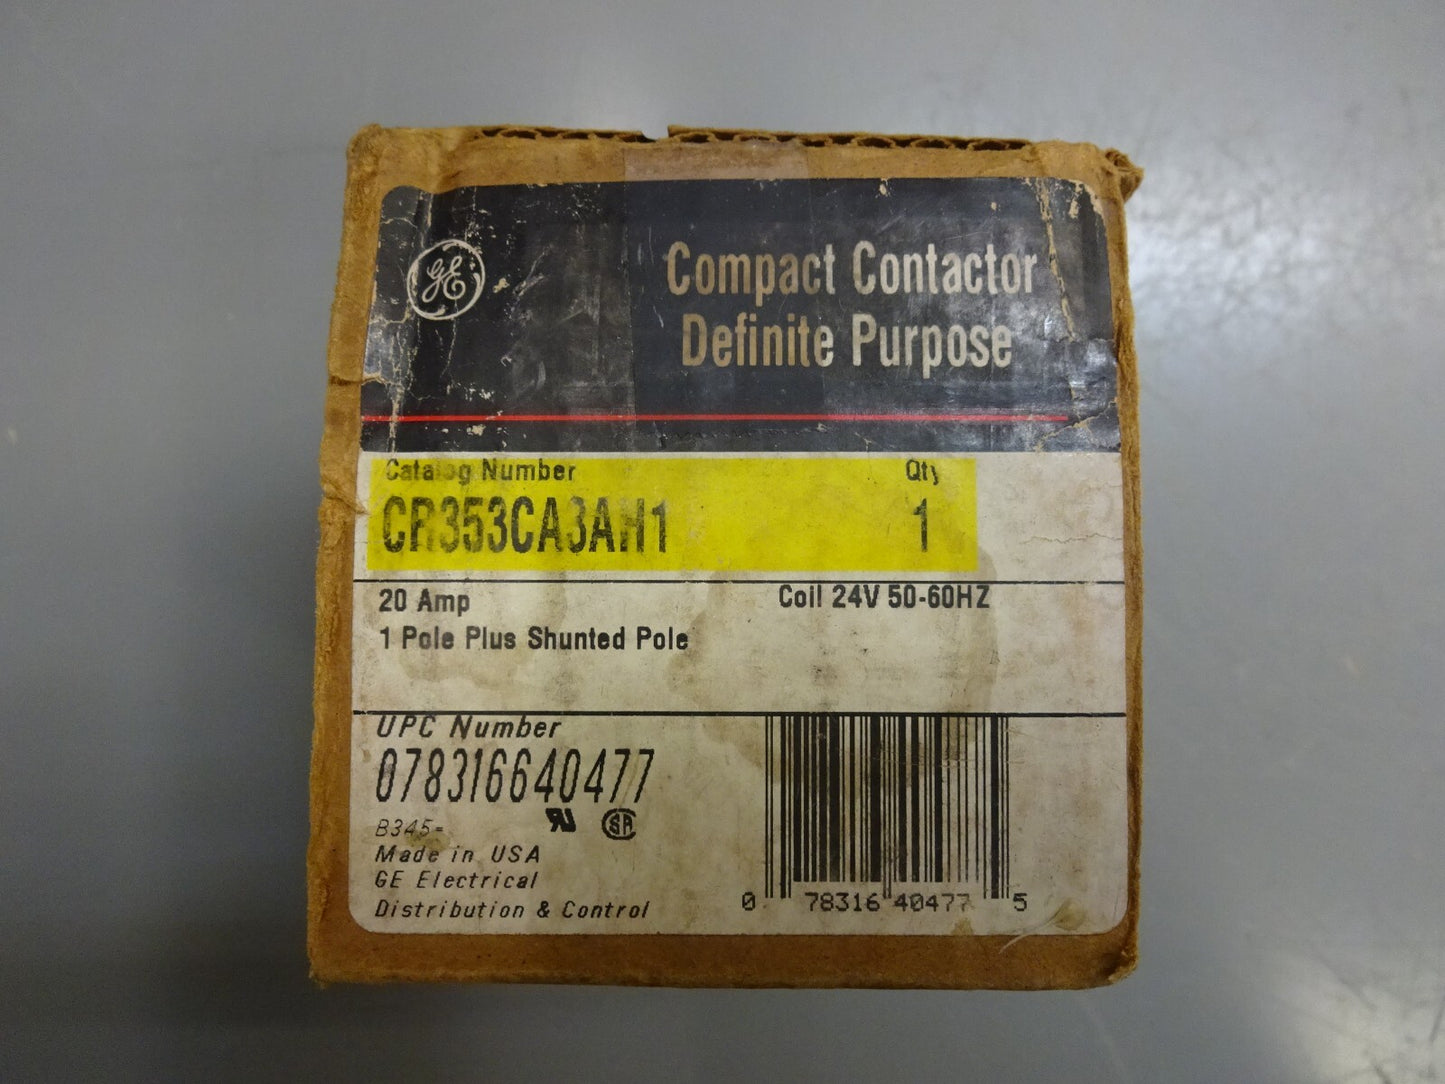 GE
Compact Contactor
Definite Purpose
Catalog Number Qty
CR353CA3AH1 1
20 Amp Coil 24V 50-60HZ
1 Pole Plus Shunted Pole
UPC Number
078316640477
B345-
Made in USA
GE Electrical
Distribution & Control
0 78316 40477 5